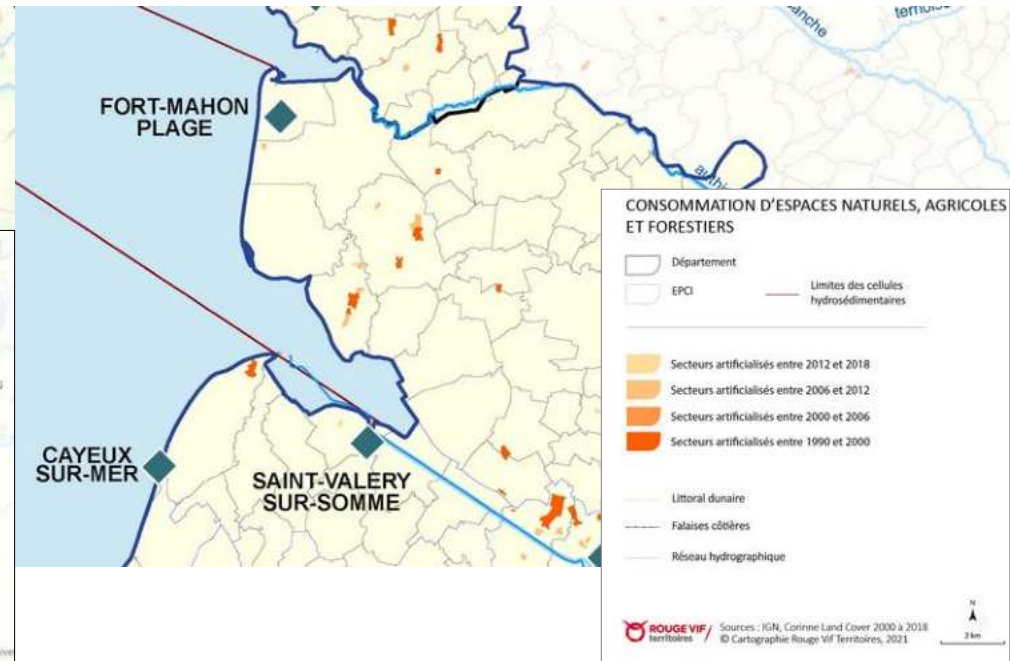 FORT-MAHON
PLAGE
CAYEUX
SUR-MER
SAINT-VALERY
SUR-SOMME
anche
ternoise
authie
CONSOMMATION D'ESPACES NATURELS, AGRICOLES
ET FORESTIERS
Département
EPCI
Limites des cellules
hydrosédimentaires
Secteurs artificialisés entre 2012 et 2018
Secteurs artificialisés entre 2006 et 2012
Secteurs artificialisés entre 2000 et 2006
Secteurs artificialisés entre 1990 et 2000
Littoral dunaire
Falaises côtières
Réseau hydrographique
ROUGE VIF/
territoires
Sources : IGN, Corinne Land Cover 2000 à 2018
© Cartographie Rouge Vif Territoires, 2021
N
2 km